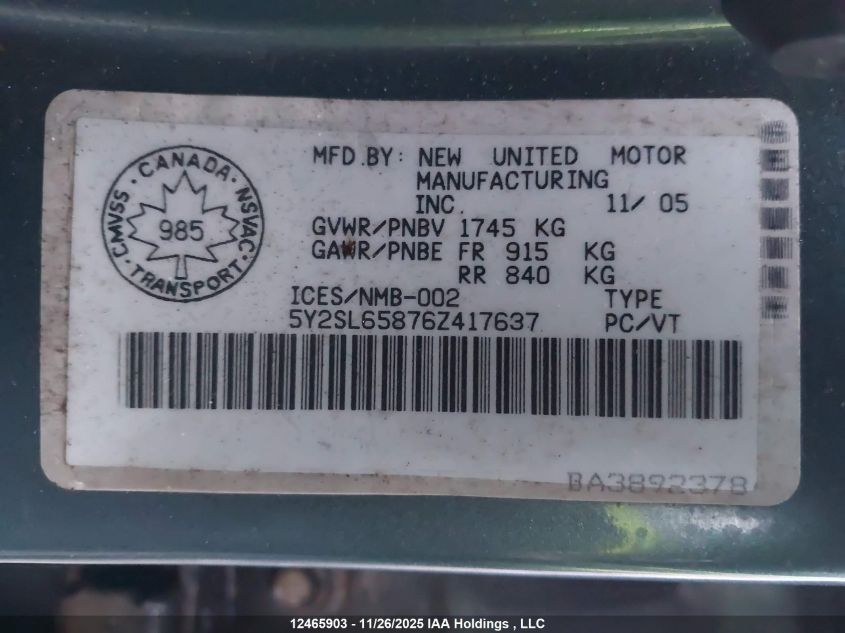 MFD.BY: NEW UNITED MOTOR
MANUFACTURING
INC. 11/ 05
GVWR/PNBV 1745 KG
GAWR/PNBE FR 915 KG
RR 840 KG
ICES/NMB-002 TYPE
5Y2SL65876Z417637 PC/VT
CANADA · NSVAC · TRANSPORT · CMVSS ·
985
BA3892378
12465903 - 11/26/2025 IAA Holdings , LLC